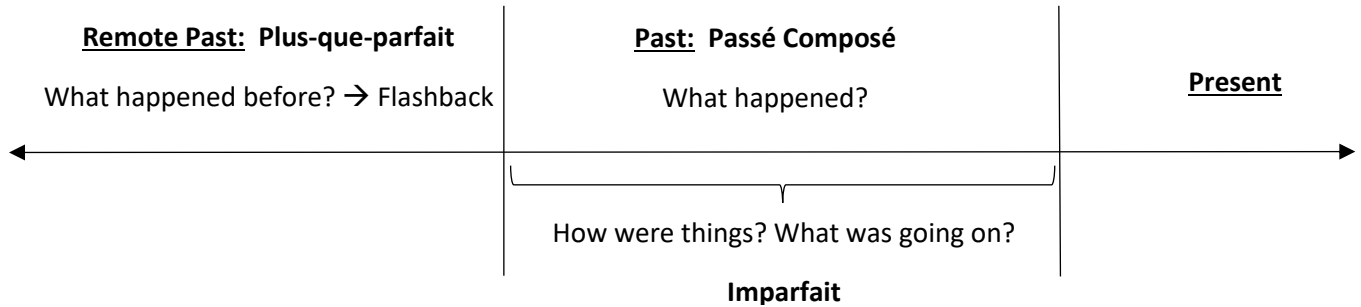 Remote Past: Plus-que-parfait
What happened before? → Flashback
Past: Passé Composé
What happened?
Present
How were things? What was going on?
Imparfait